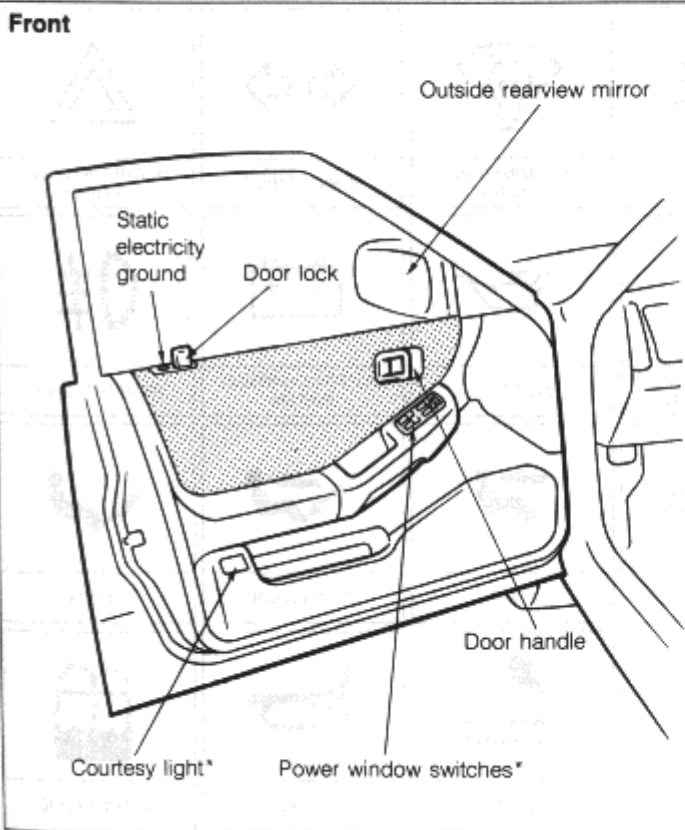 Front
Outside rearview mirror
Static
electricity
ground
Door lock
Door handle
Courtesy light*
Power window switches*